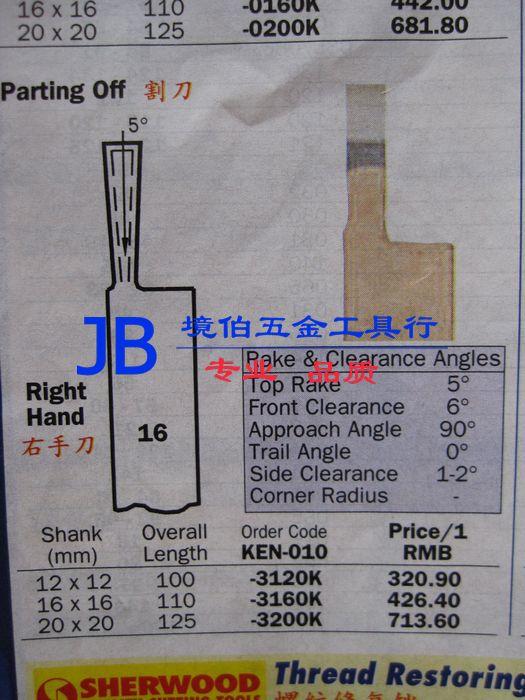 16 x 16 110 -0160K 442.00
20 x 20 125 -0200K 681.80
Parting Off 割刀
5°
JB 境伯五金工具行
专业 品质
Right
Hand
右手刀
16
Rake & Clearance Angles
Top Rake 5°
Front Clearance 6°
Approach Angle 90°
Trail Angle 0°
Side Clearance 1-2°
Corner Radius -
Shank Overall Order Code Price/1
(mm) Length KEN-010 RMB
12 x 12 100 -3120K 320.90
16 x 16 110 -3160K 426.40
20 x 20 125 -3200K 713.60
SHERWOOD Thread Restoring
CUTTING TOOLS